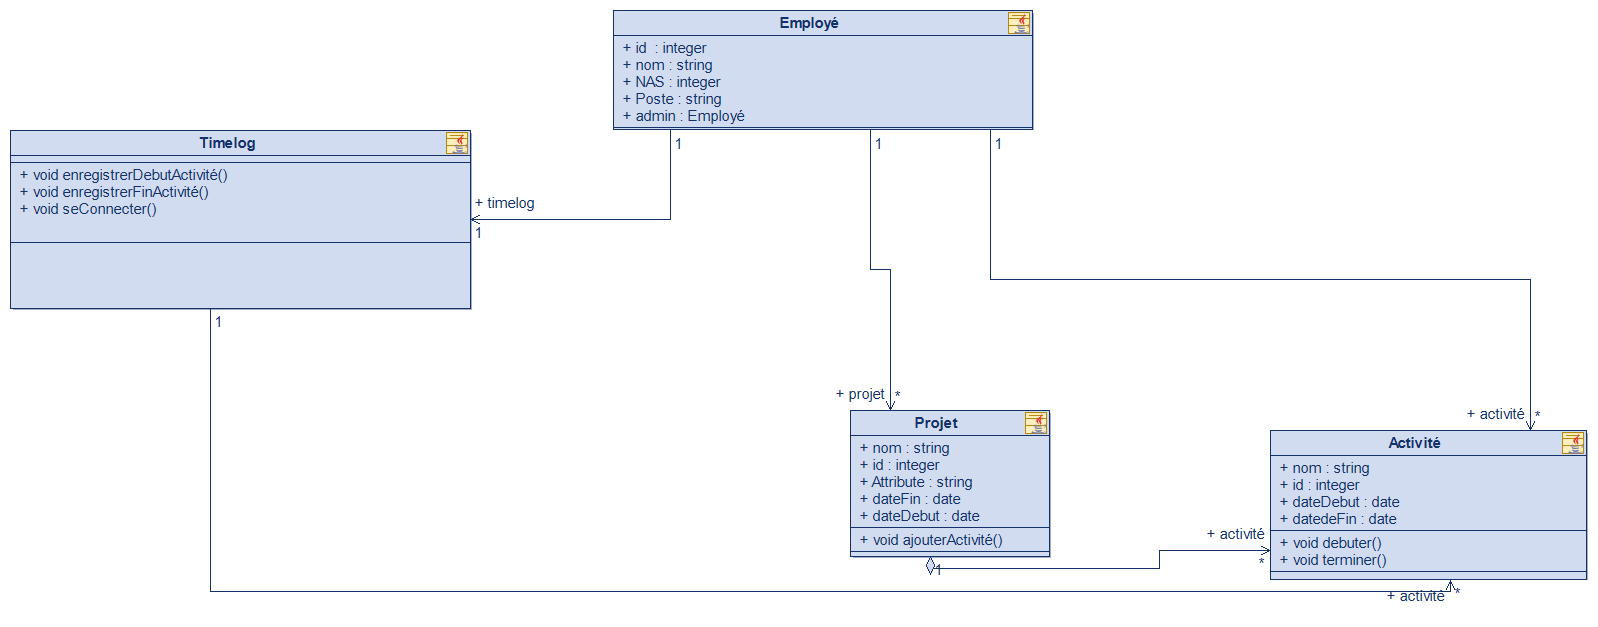 Employé
+ id  : integer
+ nom : string
+ NAS : integer
+ Poste : string
+ admin : Employé
1
1
1
Timelog
+ void enregistrerDebutActivité()
+ void enregistrerFinActivité()
+ void seConnecter()
+ timelog
1
1
+ projet
*
Projet
+ nom : string
+ id : integer
+ Attribute : string
+ dateFin : date
+ dateDebut : date
+ void ajouterActivité()
1
+ activité
*
Activité
+ nom : string
+ id : integer
+ dateDebut : date
+ datedeFin : date
+ void debuter()
+ void terminer()
+ activité
*
+ activité
*